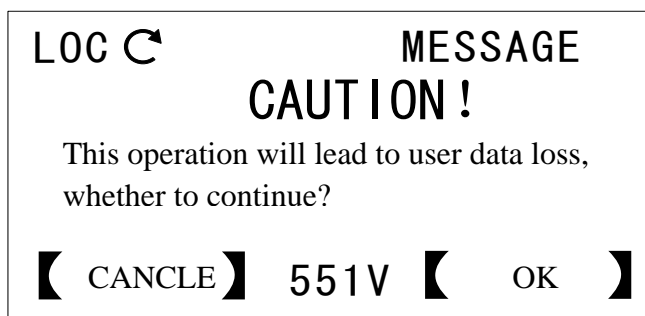 LOC MESSAGE
CAUTION!
This operation will lead to user data loss,
whether to continue?
【 CANCLE】 551V 【 OK 】